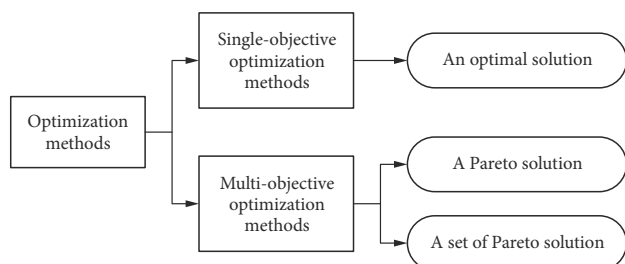 Single-objective
optimization
methods
An optimal solution
Optimization
methods
Multi-objective
optimization
methods
A Pareto solution
A set of Pareto solution